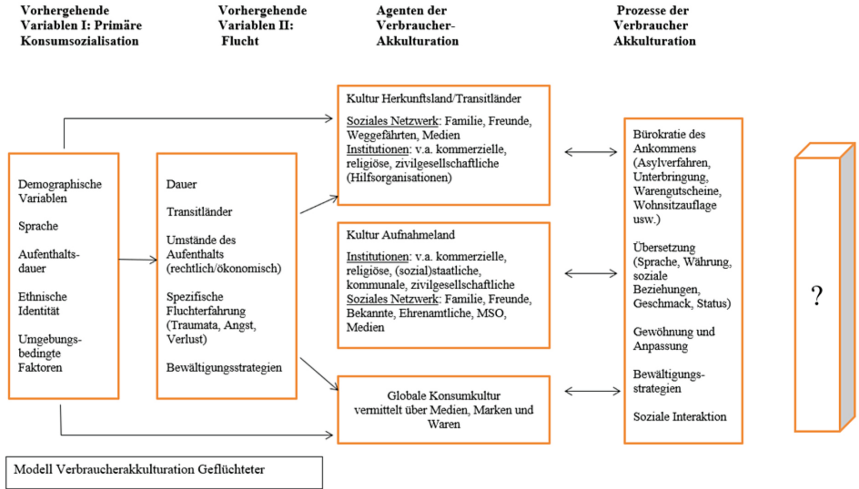 Vorhergehende
Variablen I: Primäre
Konsumsozialisation
Vorhergehende
Variablen II:
Flucht
Agenten der
Verbraucher-
Akkulturation
Prozesse der
Verbraucher
Akkulturation
Demographische
Variablen
Sprache
Aufenthalts-
dauer
Ethnische
Identität
Umgebungs-
bedingte
Faktoren
Dauer
Transitländer
Umstände des
Aufenthalts
(rechtlich/ökonomisch)
Spezifische
Fluchterfahrung
(Traumata, Angst,
Verlust)
Bewältigungsstrategien
Kultur Herkunftsland/Transitländer
Soziales Netzwerk: Familie, Freunde,
Weggefährten, Medien
Institutionen: v.a. kommerzielle,
religiöse, zivilgesellschaftliche
(Hilfsorganisationen)
Kultur Aufnahmeland
Institutionen: v.a. kommerzielle,
religiöse, (sozial)staatliche,
kommunale, zivilgesellschaftliche
Soziales Netzwerk: Familie, Freunde,
Bekannte, Ehrenamtliche, MSO,
Medien
Globale Konsumkultur
vermittelt über Medien, Marken und
Waren
Bürokratie des
Ankommens
(Asylverfahren,
Unterbringung,
Warengutscheine,
Wohnsitzauflage
usw.)
Übersetzung
(Sprache, Währung,
soziale
Beziehungen,
Geschmack, Status)
Gewöhnung und
Anpassung
Bewältigungs-
strategien
Soziale Interaktion
?
Modell Verbraucherakkulturation Geflüchteter